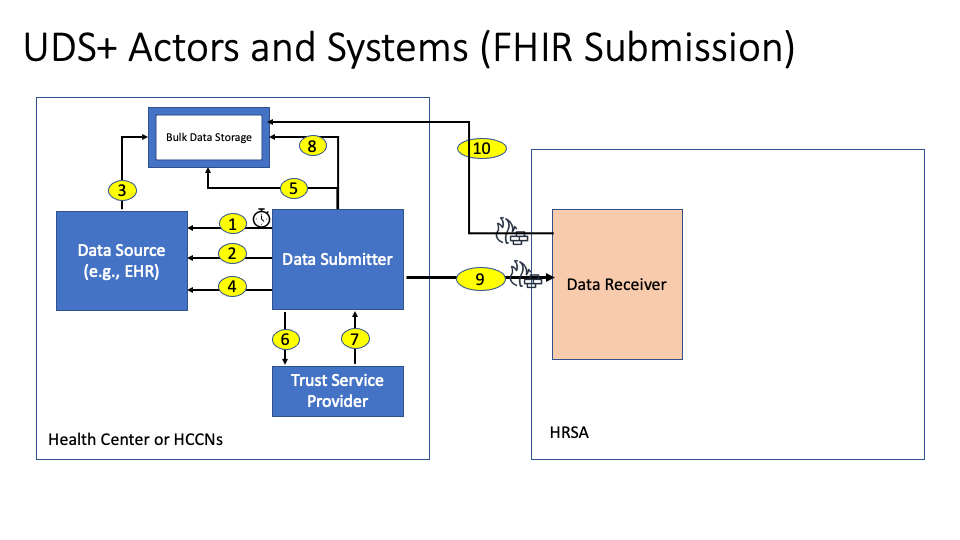 UDS+ Actors and Systems (FHIR Submission)
Bulk Data Storage
8
10
3
5
1
Data Source
(e.g., EHR)
2
Data Submitter
4
9
Data Receiver
6
7
Trust Service
Provider
Health Center or HCCNs
HRSA